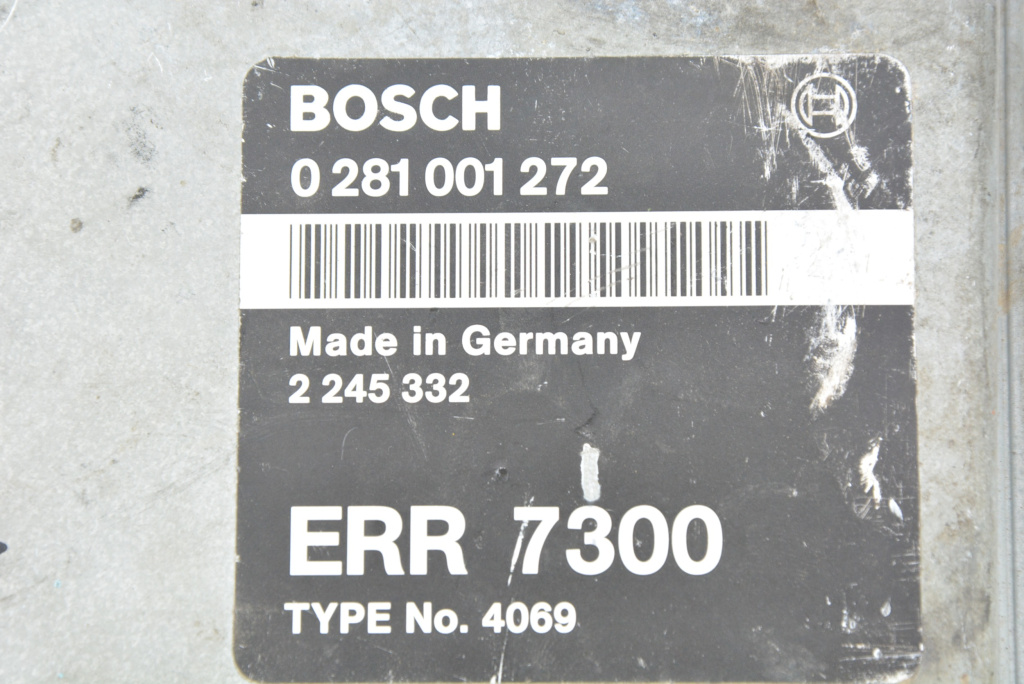 BOSCH
0 281 001 272
Made in Germany
2 245 332
ERR 7300
TYPE No. 4069